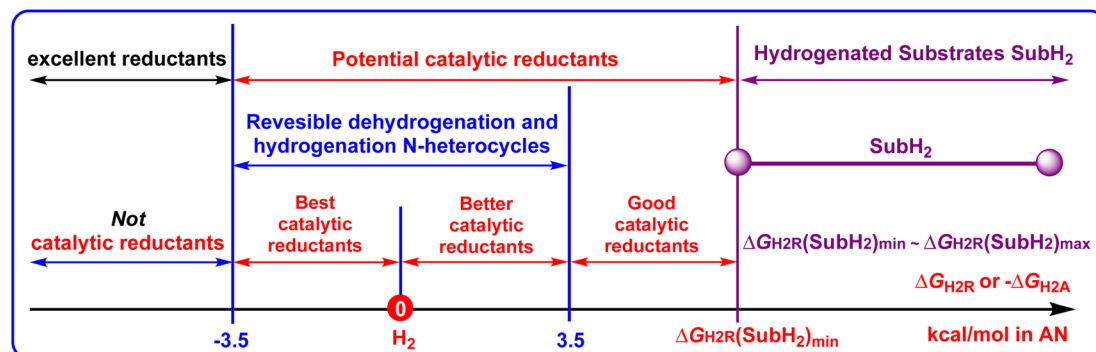 excellent reductants
Potential catalytic reductants
Hydrogenated Substrates SubH₂
Revesible dehydrogenation and
hydrogenation N-heterocycles
SubH₂
Not
catalytic reductants
Best
catalytic
reductants
Better
catalytic
reductants
Good
catalytic
reductants
ΔGH2R(SubH2)min ~ ΔGH2R(SubH2)max
ΔGH2R or -ΔGH2A
0
-3.5
H₂
3.5
ΔGH2R(SubH₂)min
kcal/mol in AN